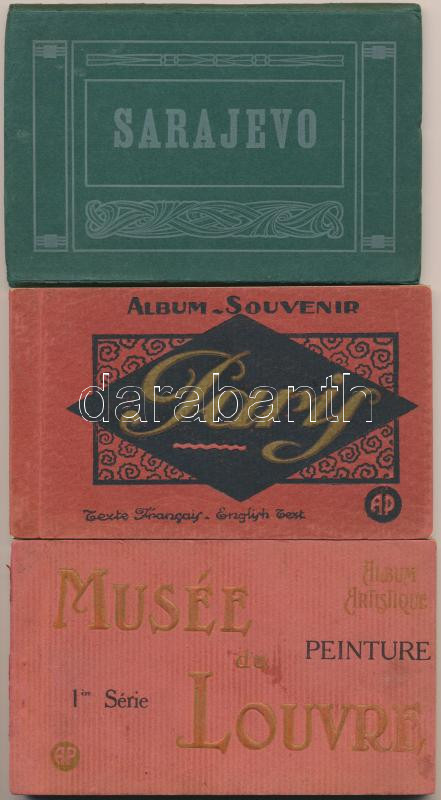 SARAJEVO
ALBUM-SOUVENIR
Paris
darabanth
Texte Français - English Text
AP
MUSÉE
ALBUM
ARTISTIQUE
du
PEINTURE
1re Série
LOUVRE
AP